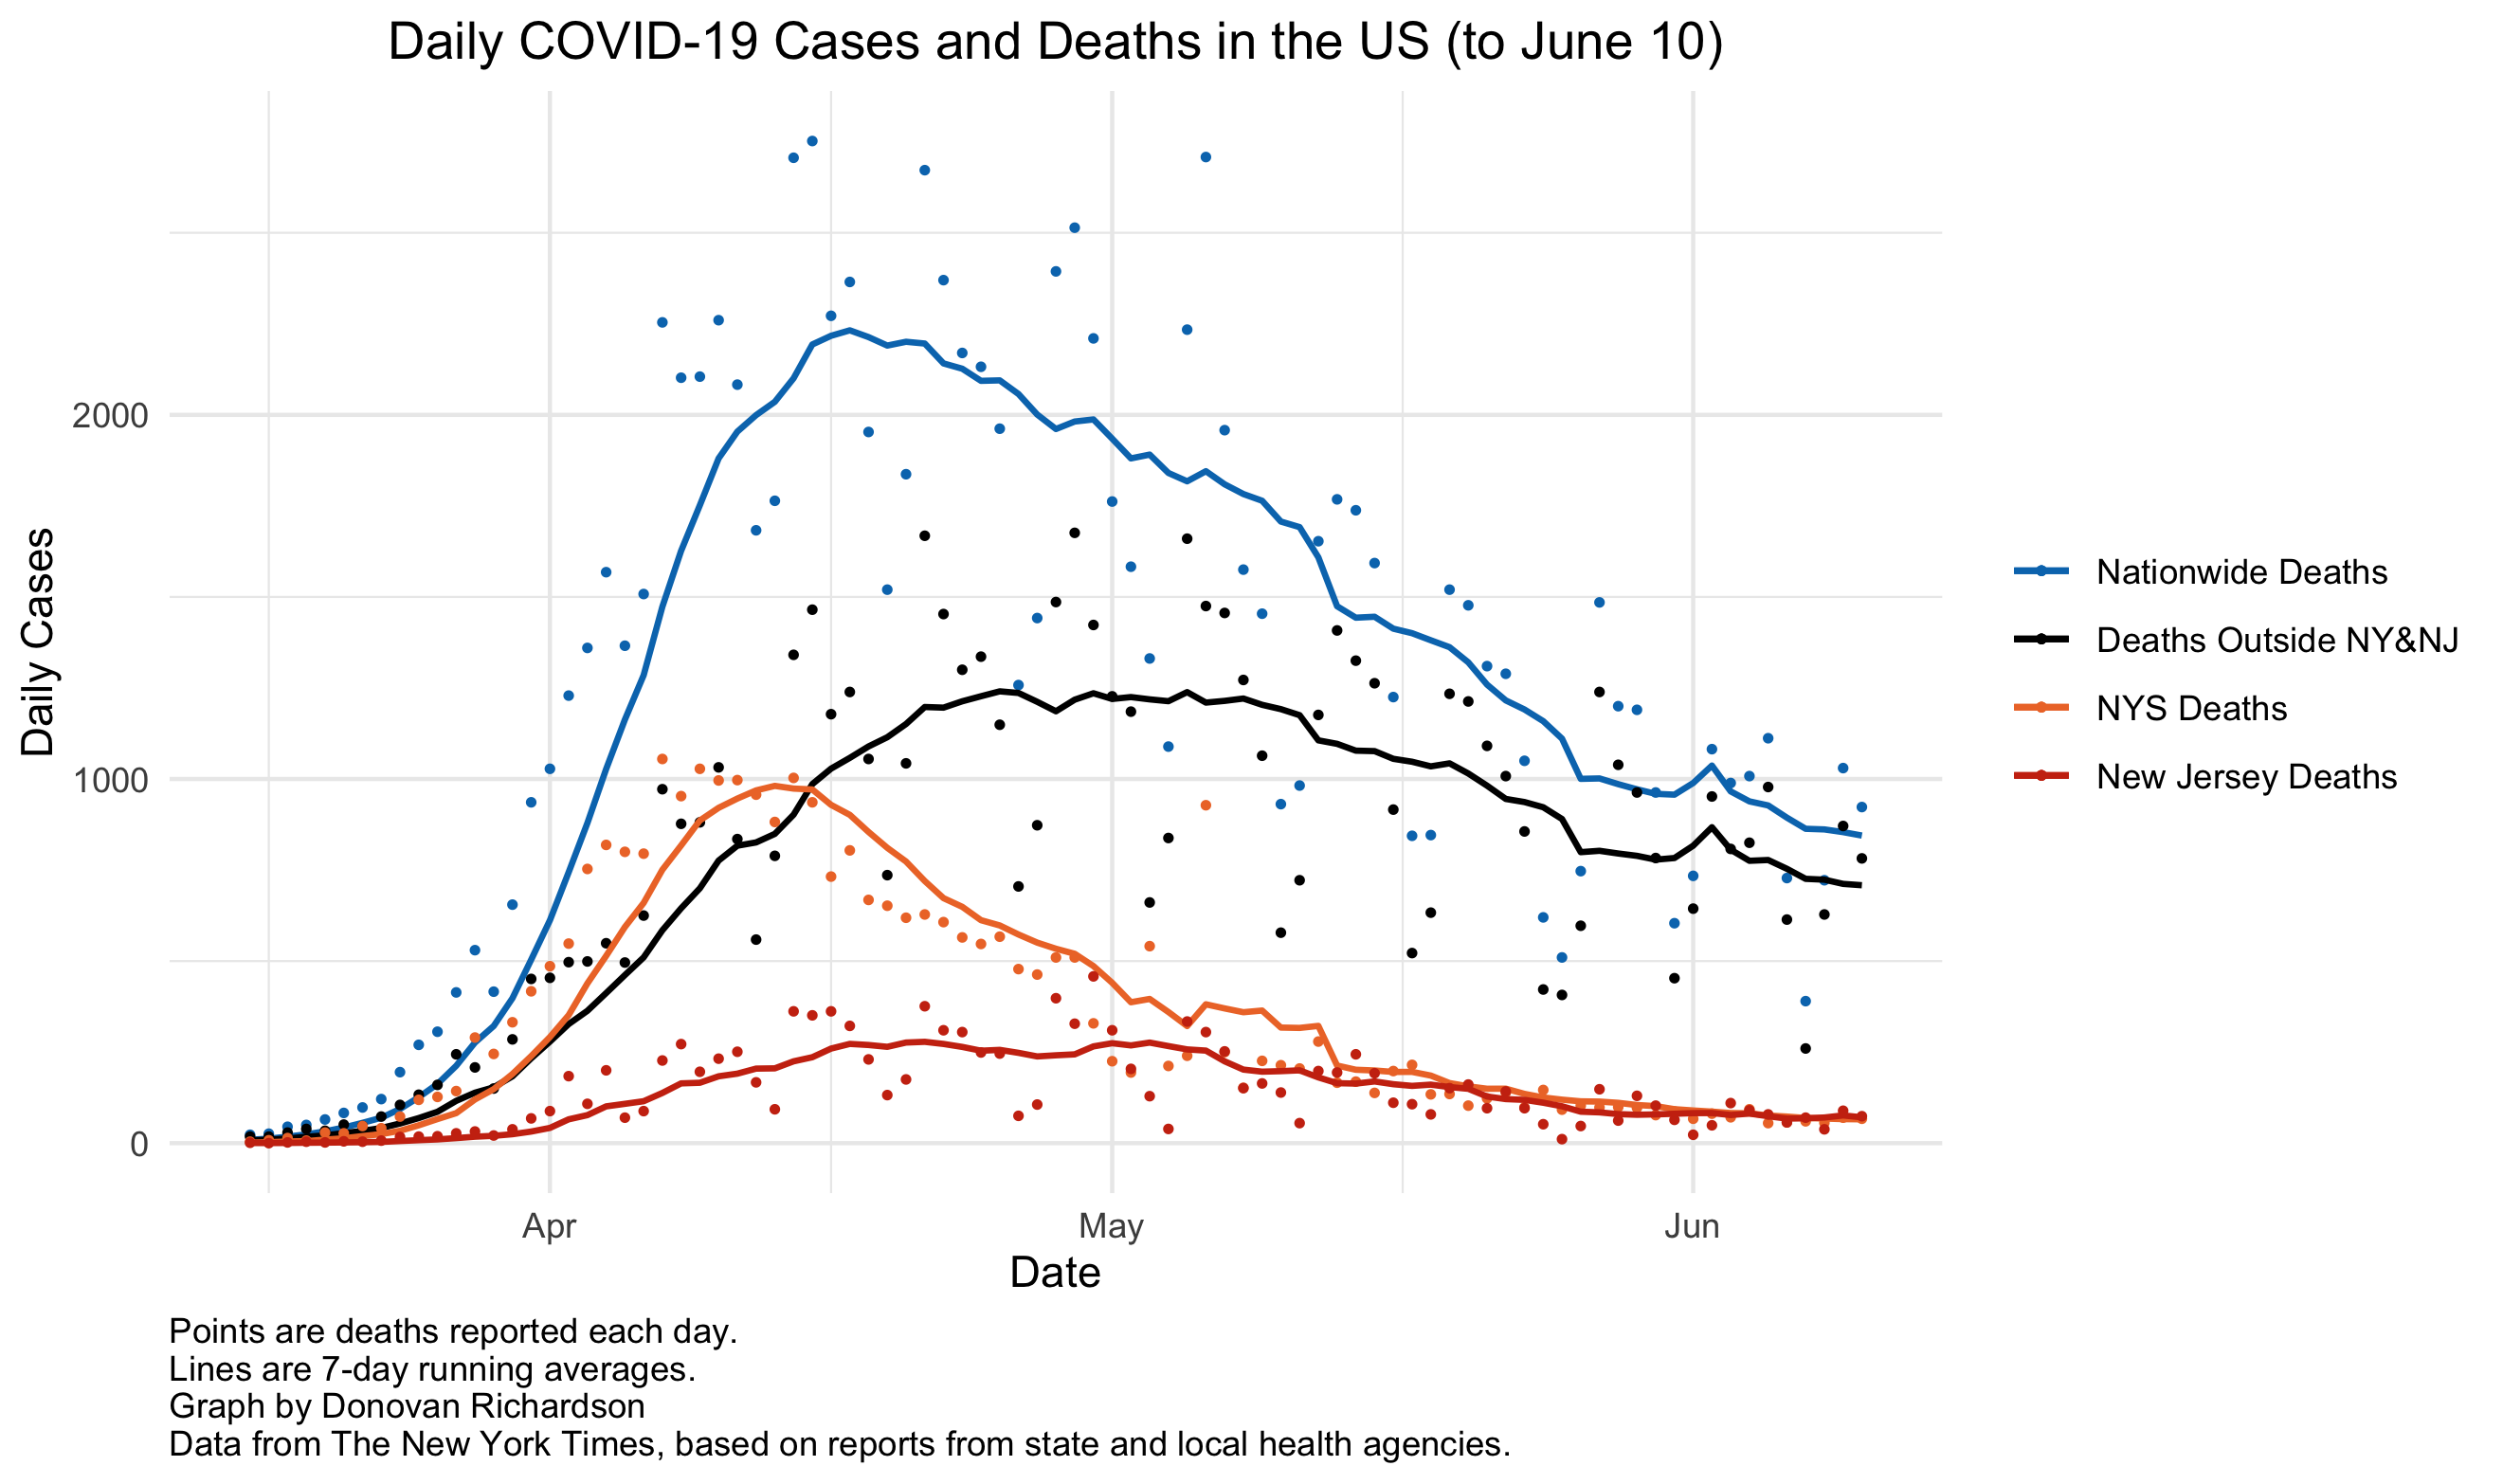 Daily COVID-19 Cases and Deaths in the US (to June 10)
Daily Cases
2000
1000
0
Apr
May
Jun
Date
Nationwide Deaths
Deaths Outside NY&NJ
NYS Deaths
New Jersey Deaths
Points are deaths reported each day.
Lines are 7-day running averages.
Graph by Donovan Richardson
Data from The New York Times, based on reports from state and local health agencies.